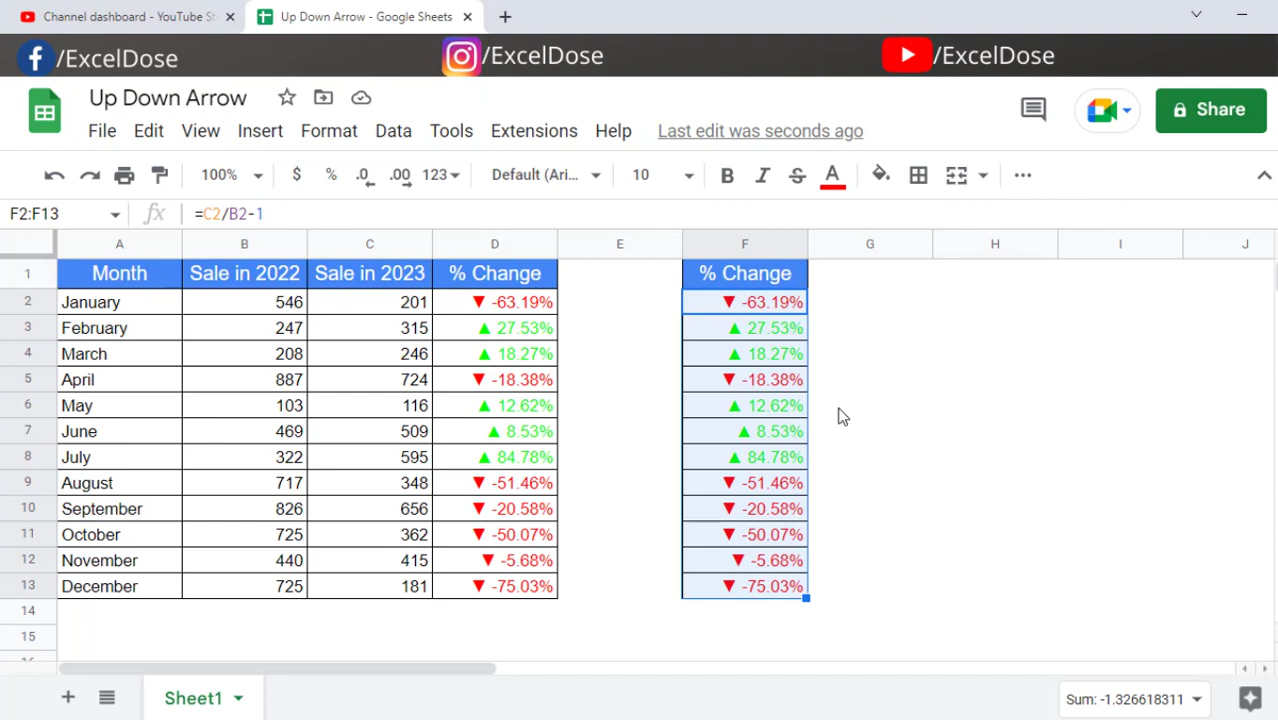 Channel dashboard - YouTube St
Up Down Arrow - Google Sheets
/ExcelDose
/ExcelDose
/ExcelDose
Up Down Arrow
File Edit View Insert Format Data Tools Extensions Help Last edit was seconds ago
Share
100% $ % .0 .00 123 Default (Ari... 10 B I S A
F2:F13 fx =C2/B2-1
A B C D E F G H I J
1 Month Sale in 2022 Sale in 2023 % Change % Change
2 January 546 201 ▼ -63.19% ▼ -63.19%
3 February 247 315 ▲ 27.53% ▲ 27.53%
4 March 208 246 ▲ 18.27% ▲ 18.27%
5 April 887 724 ▼ -18.38% ▼ -18.38%
6 May 103 116 ▲ 12.62% ▲ 12.62%
7 June 469 509 ▲ 8.53% ▲ 8.53%
8 July 322 595 ▲ 84.78% ▲ 84.78%
9 August 717 348 ▼ -51.46% ▼ -51.46%
10 September 826 656 ▼ -20.58% ▼ -20.58%
11 October 725 362 ▼ -50.07% ▼ -50.07%
12 November 440 415 ▼ -5.68% ▼ -5.68%
13 December 725 181 ▼ -75.03% ▼ -75.03%
14
15
Sheet1
Sum: -1.326618311